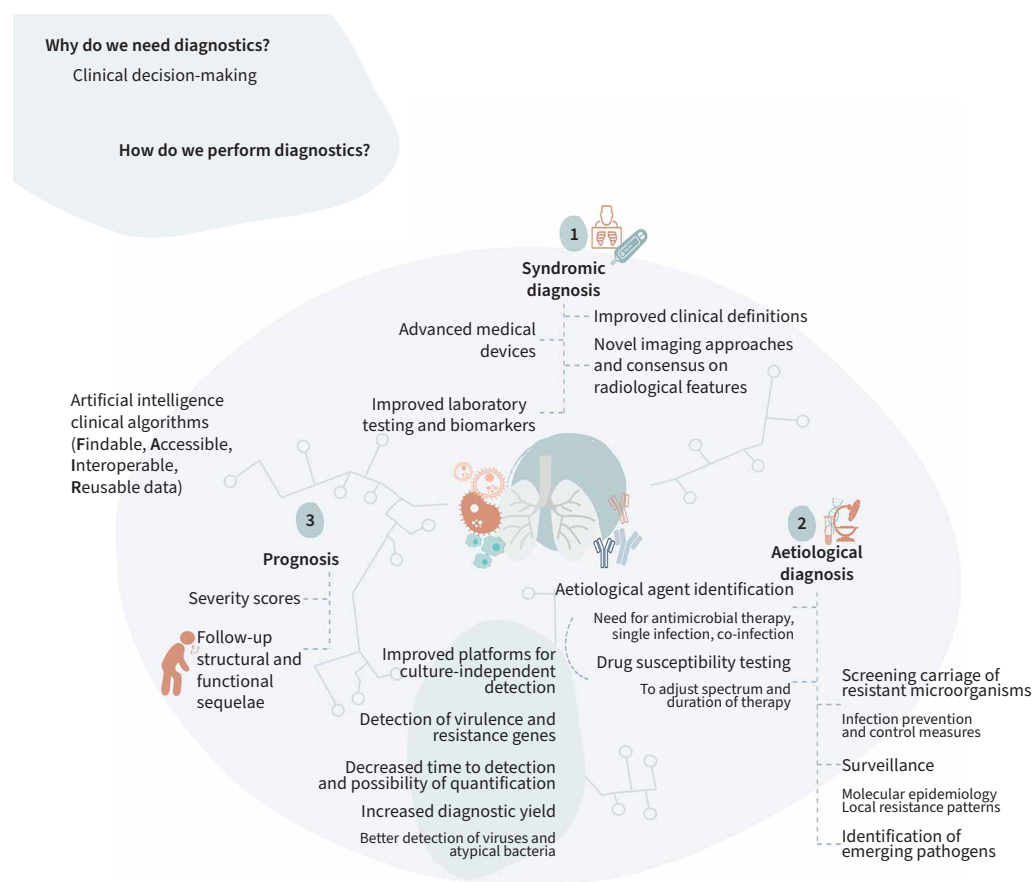 Why do we need diagnostics?
Clinical decision-making
How do we perform diagnostics?
1
Syndromic
diagnosis
Improved clinical definitions
Advanced medical
devices
Novel imaging approaches
and consensus on
radiological features
Improved laboratory
testing and biomarkers
Artificial intelligence
clinical algorithms
(Findable, Accessible,
Interoperable,
Reusable data)
3
Prognosis
Severity scores
Follow-up
structural and
functional
sequelae
2
Aetiological
diagnosis
Aetiological agent identification
Need for antimicrobial therapy,
single infection, co-infection
Drug susceptibility testing
To adjust spectrum and
duration of therapy
Improved platforms for
culture-independent
detection
Detection of virulence and
resistance genes
Decreased time to detection
and possibility of quantification
Increased diagnostic yield
Better detection of viruses and
atypical bacteria
Screening carriage of
resistant microorganisms
Infection prevention
and control measures
Surveillance
Molecular epidemiology
Local resistance patterns
Identification of
emerging pathogens